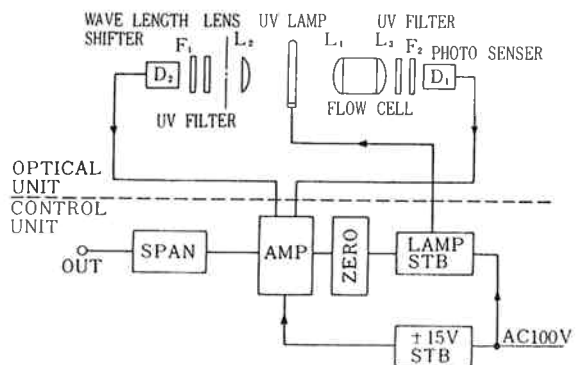 WAVE LENGTH LENS
SHIFTER
F₁
L₂
D₂
UV FILTER
UV LAMP
UV FILTER
L₁
L₃
F₂
PHOTO SENSER
D₁
FLOW CELL
OPTICAL
UNIT
CONTROL
UNIT
OUT
SPAN
AMP
ZERO
LAMP
STB
±15V
STB
AC100V